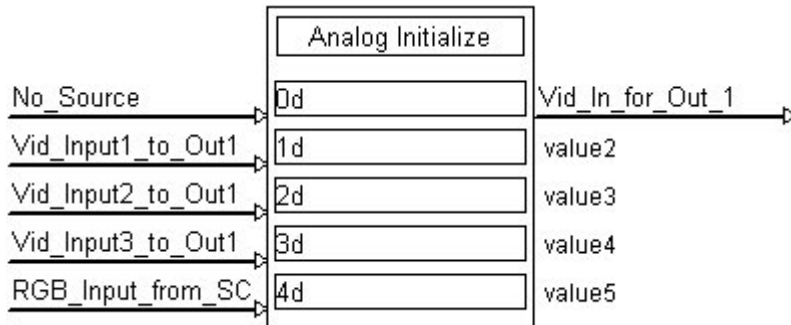 Analog Initialize
No_Source 0d Vid_In_for_Out_1
Vid_Input1_to_Out1 1d value2
Vid_Input2_to_Out1 2d value3
Vid_Input3_to_Out1 3d value4
RGB_Input_from_SC 4d value5